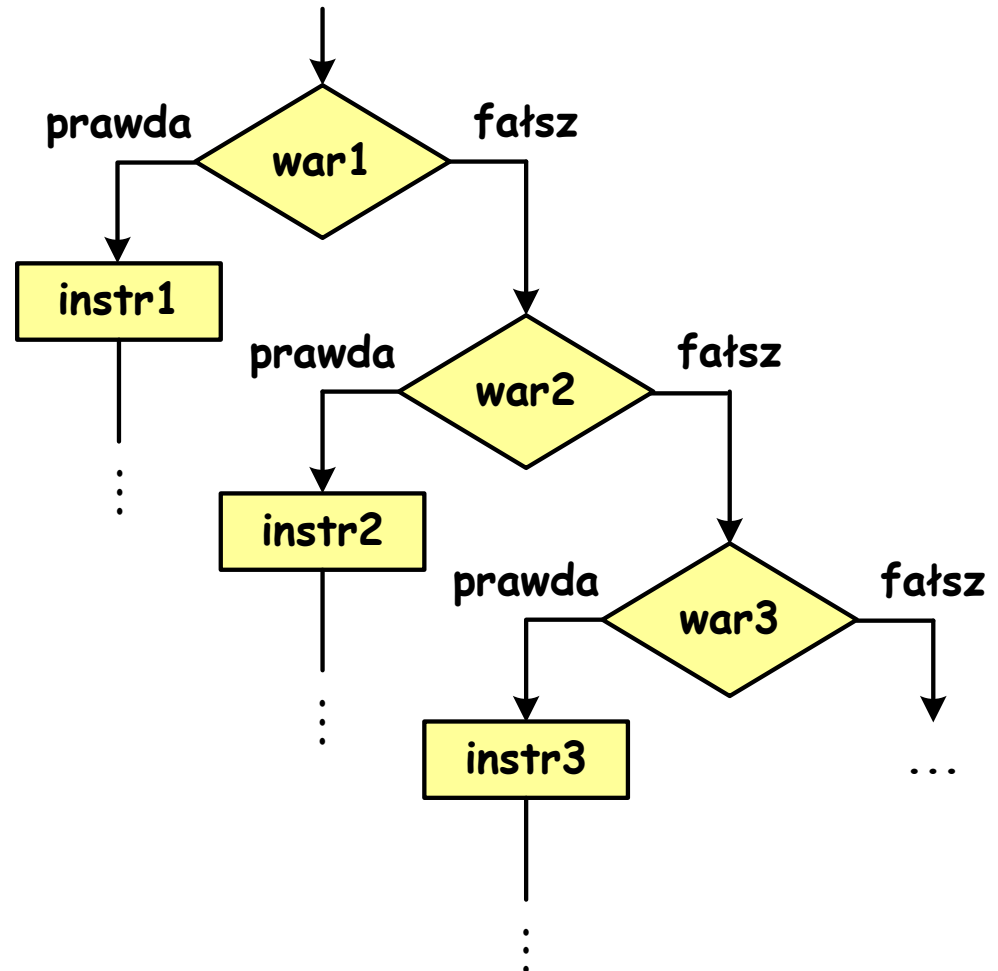 prawda
fałsz
war1
instr1
prawda
fałsz
war2
instr2
prawda
fałsz
war3
instr3
...